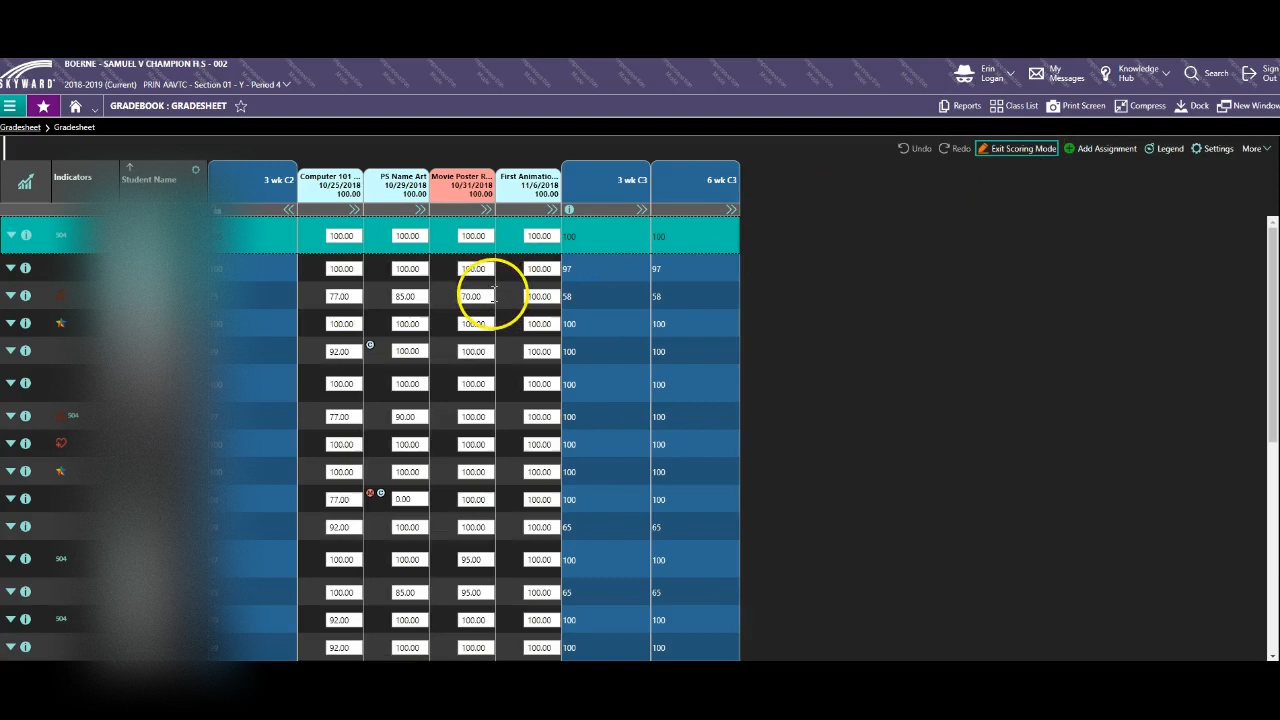 BOERNE - SAMUEL V CHAMPION H S - 002
SKYWARD
2018-2019 (Current) PRIN AAVTC - Section 01 - Y - Period 4
Erin Logan
My Messages
Knowledge Hub
Search
Sign Out
GRADEBOOK : GRADESHEET
Reports Class List Print Screen Compress Dock New Window
Gradesheet > Gradesheet
Undo Redo Exit Scoring Mode Add Assignment Legend Settings More
Indicators Student Name 3 wk C2 Computer 101 ... 10/25/2018 100.00 PS Name Art 10/29/2018 100.00 Movie Poster R... 10/31/2018 100.00 First Animatio... 11/6/2018 100.00 3 wk C3 6 wk C3
504 100.00 100.00 100.00 100.00 100 100
100.00 100.00 100.00 100.00 97 97
77.00 85.00 70.00 100.00 58 58
100.00 100.00 100.00 100.00 100 100
92.00 C 100.00 100.00 100.00 100 100
100.00 100.00 100.00 100.00 100 100
504 77.00 90.00 100.00 100.00 100 100
100.00 100.00 100.00 100.00 100 100
100.00 100.00 100.00 100.00 100 100
77.00 M C 0.00 100.00 100.00 100 100
92.00 100.00 100.00 100.00 65 65
504 100.00 100.00 95.00 100.00 100 100
100.00 85.00 95.00 100.00 65 65
504 92.00 100.00 100.00 100.00 100 100
92.00 100.00 100.00 100.00 100 100